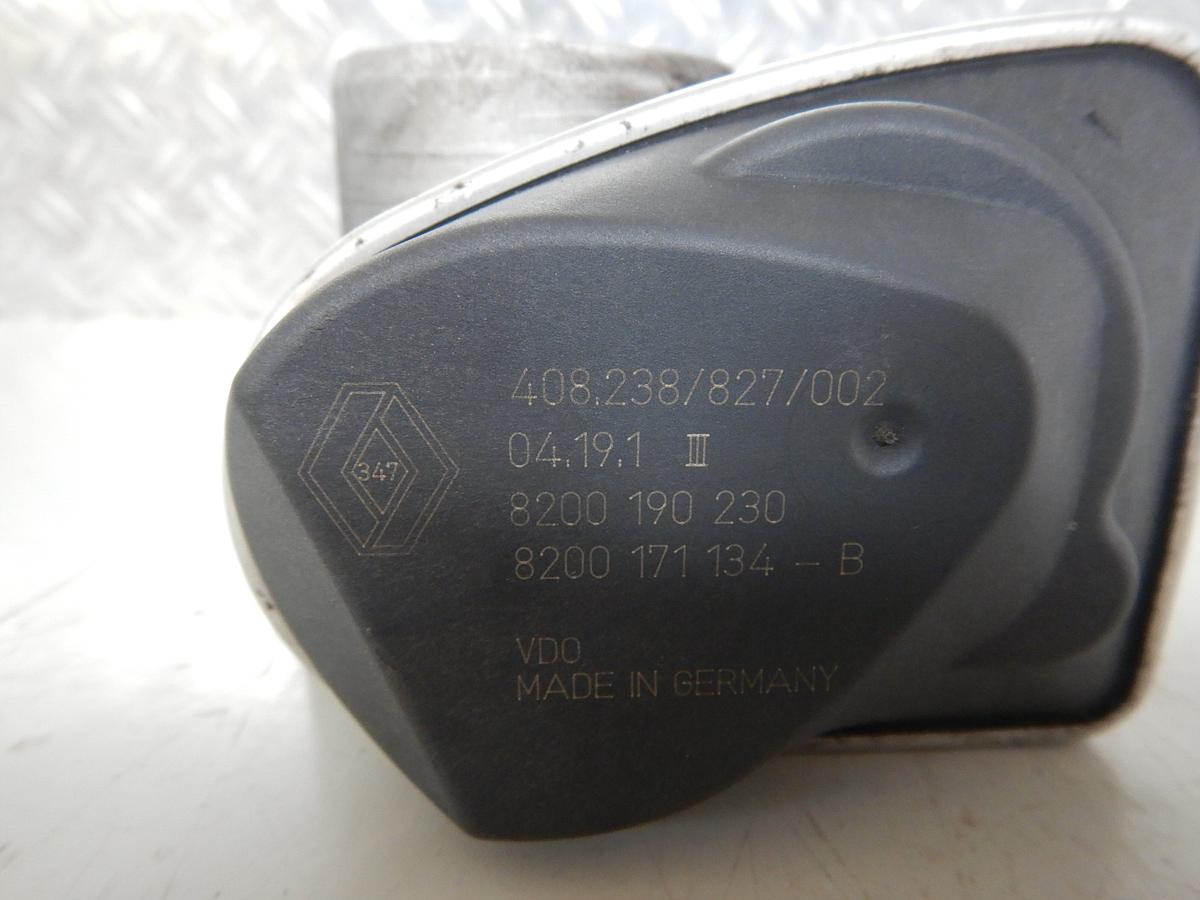 408.238/827/002
04.19.1 III
347
8200 190 230
8200 171 134 - B
VDO
MADE IN GERMANY